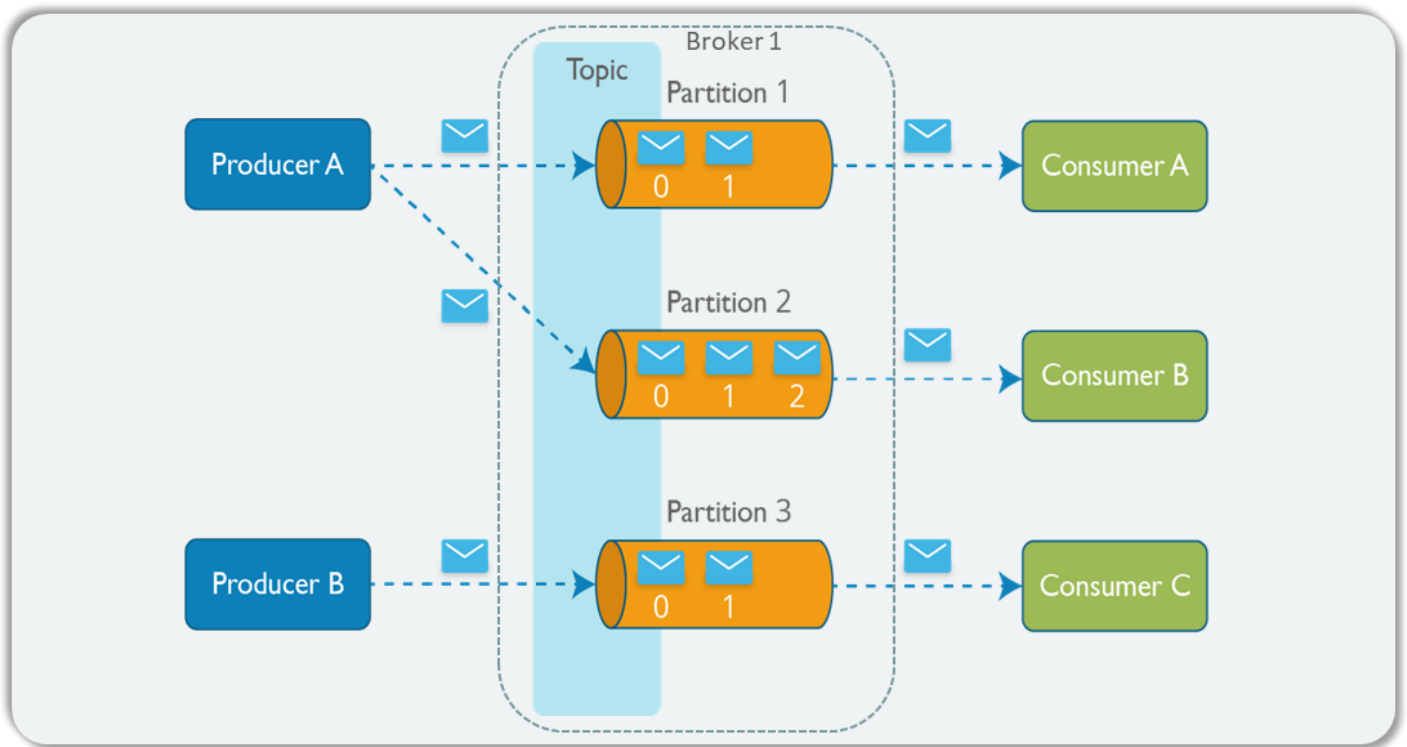 Broker 1
Topic
Partition 1
Producer A
0 1
Consumer A
Partition 2
0 1 2
Consumer B
Partition 3
Producer B
0 1
Consumer C